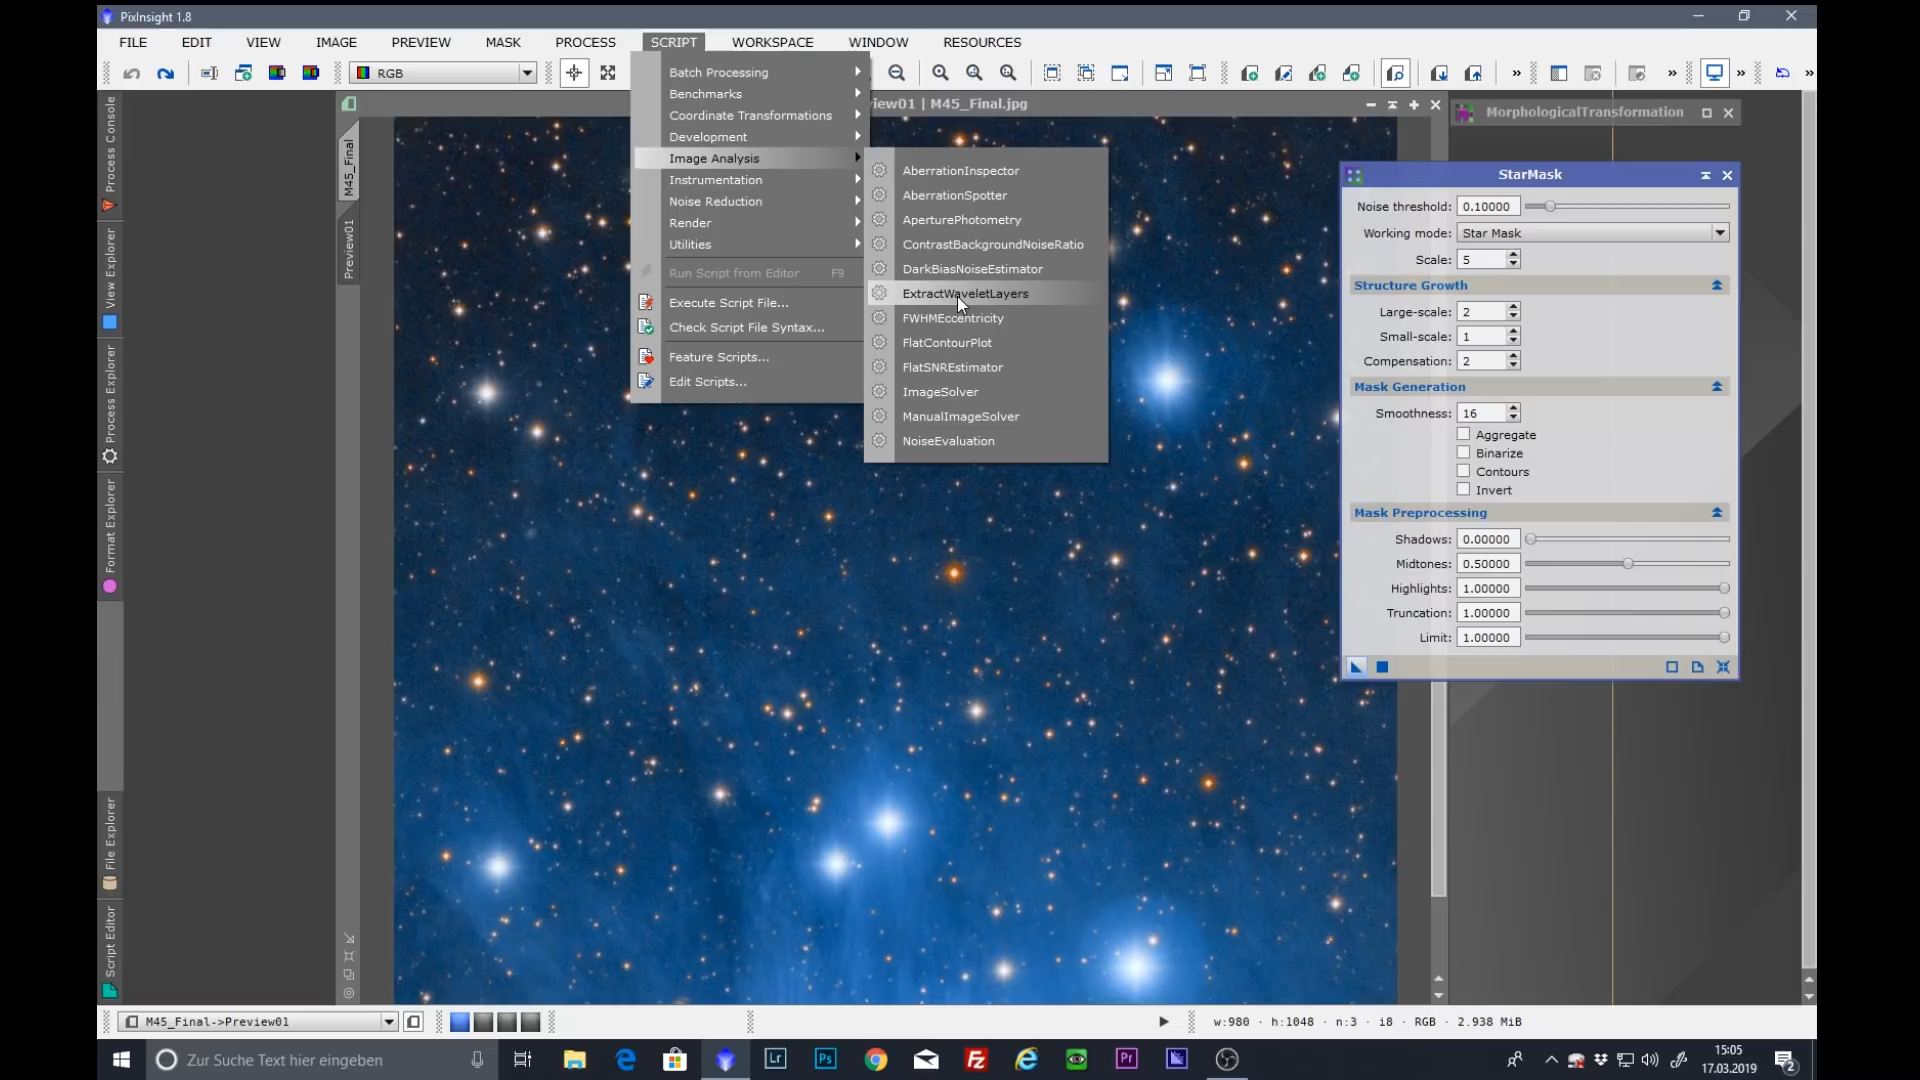 PixInsight 1.8
FILE EDIT VIEW IMAGE PREVIEW MASK PROCESS SCRIPT WORKSPACE WINDOW RESOURCES
RGB
Batch Processing
Benchmarks
Coordinate Transformations
Development
Image Analysis
Instrumentation
Noise Reduction
Render
Utilities
Run Script from Editor F9
Execute Script File...
Check Script File Syntax...
Feature Scripts...
Edit Scripts...
AberrationInspector
AberrationSpotter
AperturePhotometry
ContrastBackgroundNoiseRatio
DarkBiasNoiseEstimator
ExtractWaveletLayers
FWHMEccentricity
FlatContourPlot
FlatSNREstimator
ImageSolver
ManualImageSolver
NoiseEvaluation
view01 | M45_Final.jpg
Process Console
View Explorer
Process Explorer
Format Explorer
File Explorer
Script Editor
M45_Final
Preview01
MorphologicalTransformation
StarMask
Noise threshold: 0.10000
Working mode: Star Mask
Scale: 5
Structure Growth
Large-scale: 2
Small-scale: 1
Compensation: 2
Mask Generation
Smoothness: 16
Aggregate
Binarize
Contours
Invert
Mask Preprocessing
Shadows: 0.00000
Midtones: 0.50000
Highlights: 1.00000
Truncation: 1.00000
Limit: 1.00000
M45_Final->Preview01
w:980 · h:1048 · n:3 · i8 · RGB · 2.938 MiB
Zur Suche Text hier eingeben
Lr
Ps
Pr
15:05
17.03.2019
2